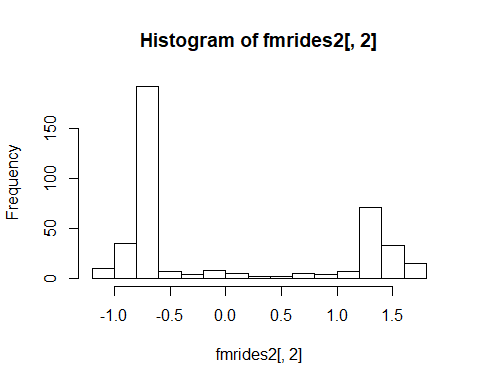 Histogram of fmrides2[, 2]
Frequency
150
100
50
0
-1.0 -0.5 0.0 0.5 1.0 1.5
fmrides2[, 2]